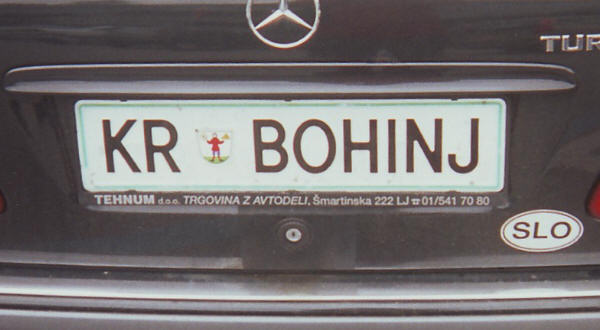 TUR
KR BOHINJ
TEHNUM d.o.o. TRGOVINA Z AVTODELI, Šmartinska 222 LJ ☎01/541 70 80
SLO